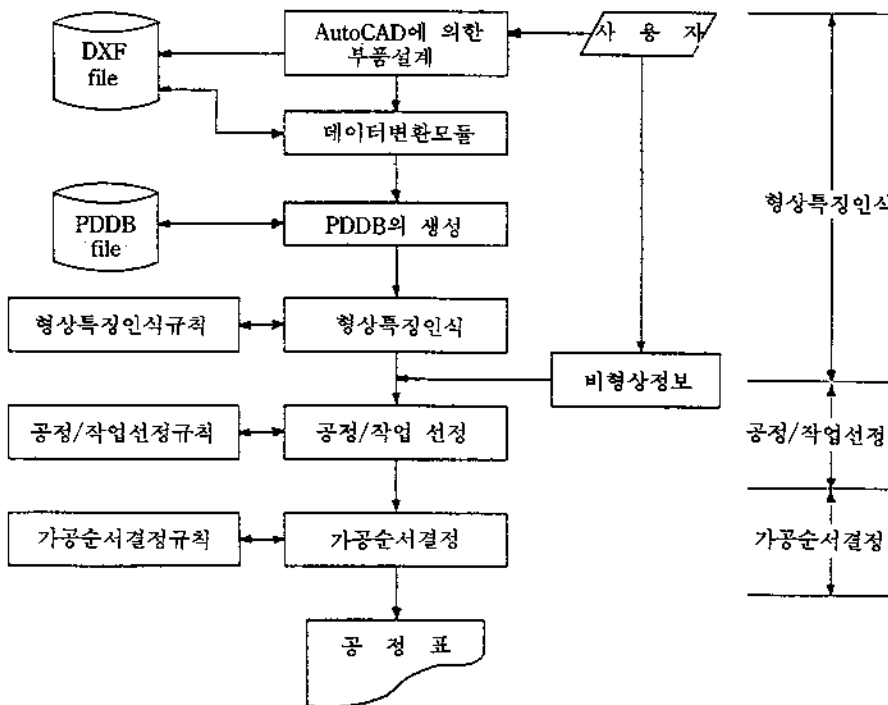 DXF
file
AutoCAD에 의한
부품설계
사 용 자
데이터변환모듈
PDDB
file
PDDB의 생성
형상특징인식
형상특징인식규칙
형상특징인식
비형상정보
공정/작업선정규칙
공정/작업 선정
공정/작업선정
가공순서결정규칙
가공순서결정
가공순서결정
공 정 표